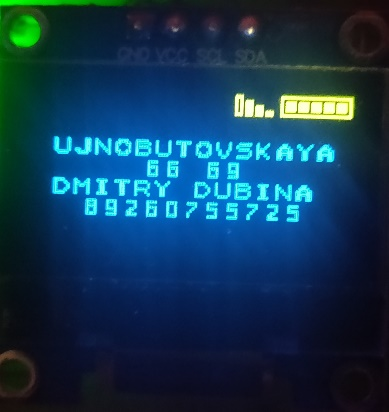 GND VCC SCL SDA
UJNOBUTOVSKAYA
66 69
DMITRY DUBINA
89260755725